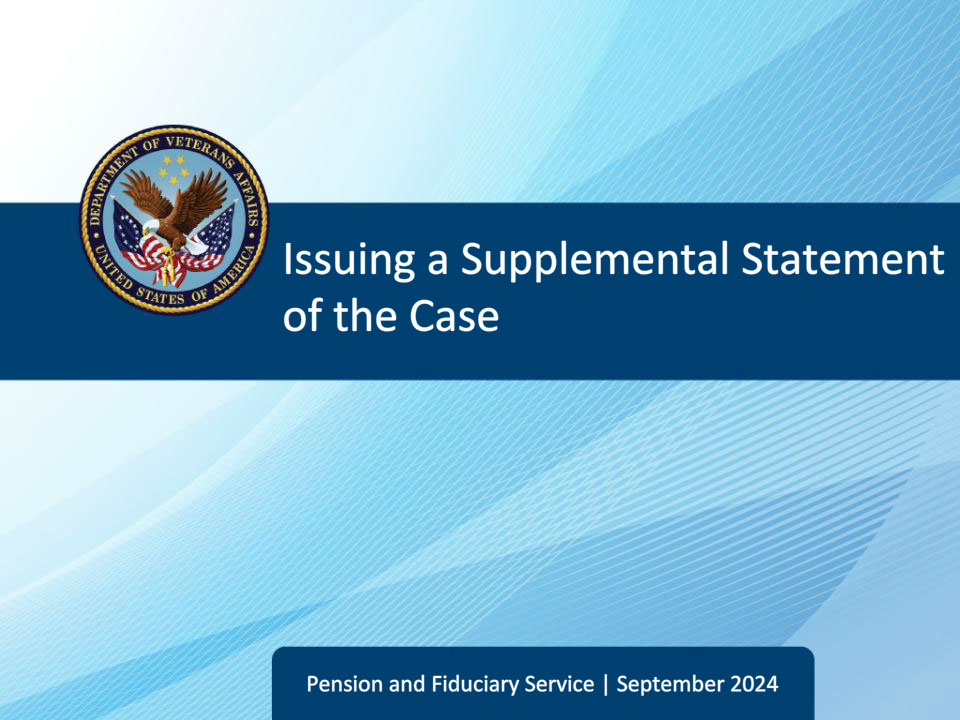 DEPARTMENT OF VETERANS AFFAIRS
UNITED STATES OF AMERICA
Issuing a Supplemental Statement
of the Case
Pension and Fiduciary Service | September 2024